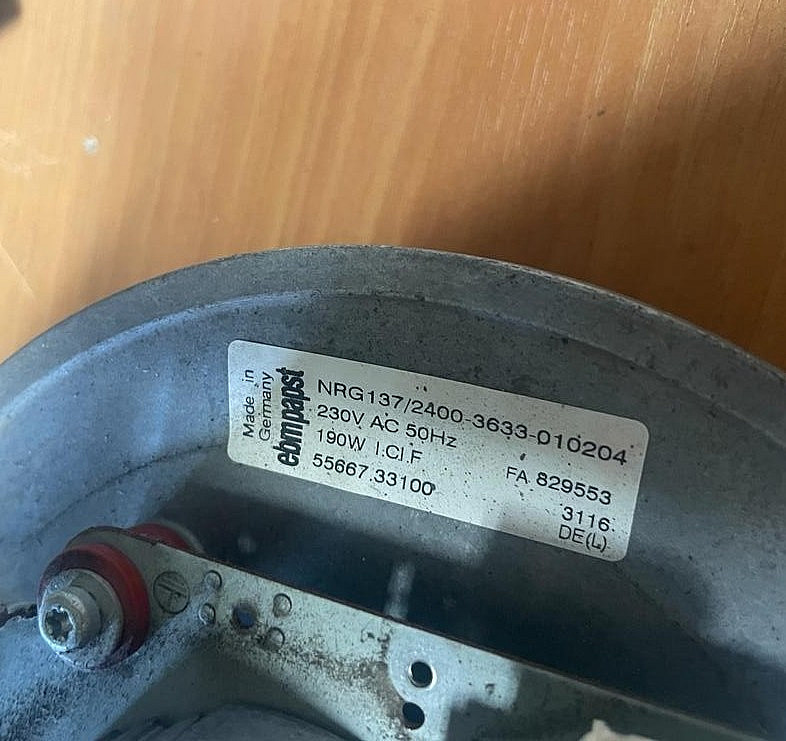 Made in
Germany
ebmpapst
NRG137/2400-3633-010204
230V AC 50Hz
190W I.Cl.F
55667.33100
FA 829553
3116
DE(L)